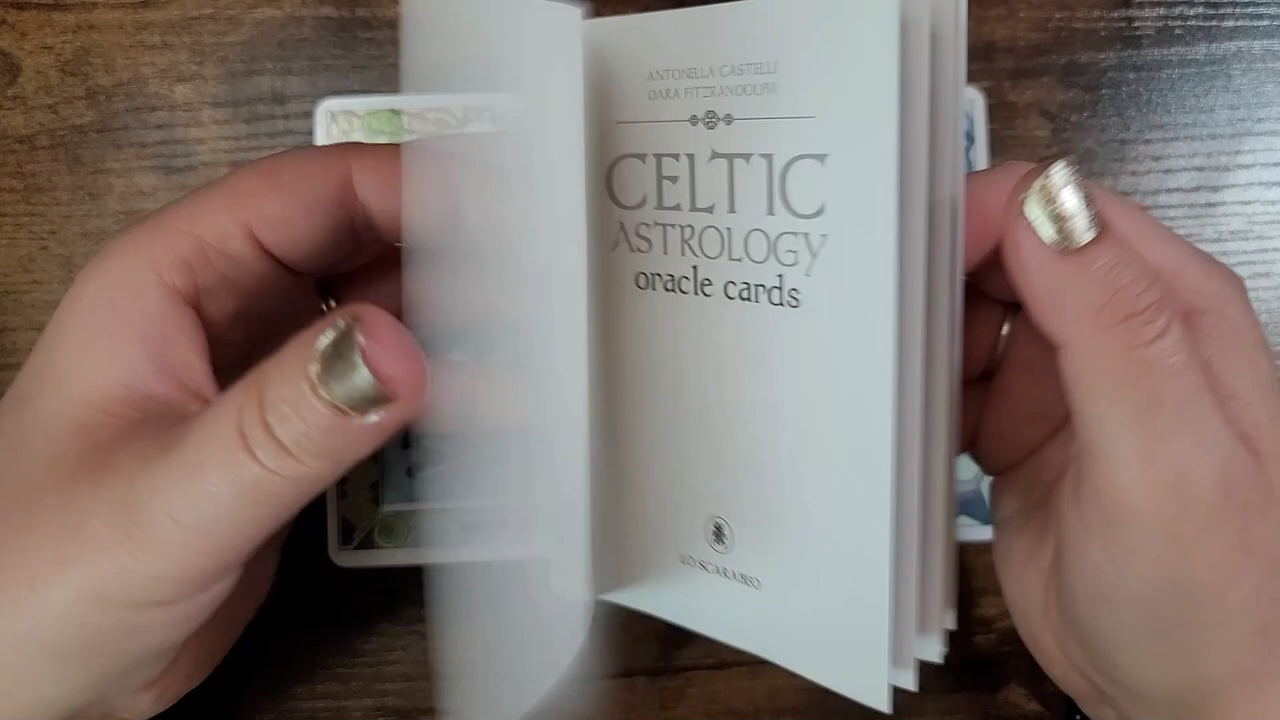 ANTONELLA CASTELLI
DARA FITZRANDOLPH
CELTIC
ASTROLOGY
oracle cards
LO SCARABEO